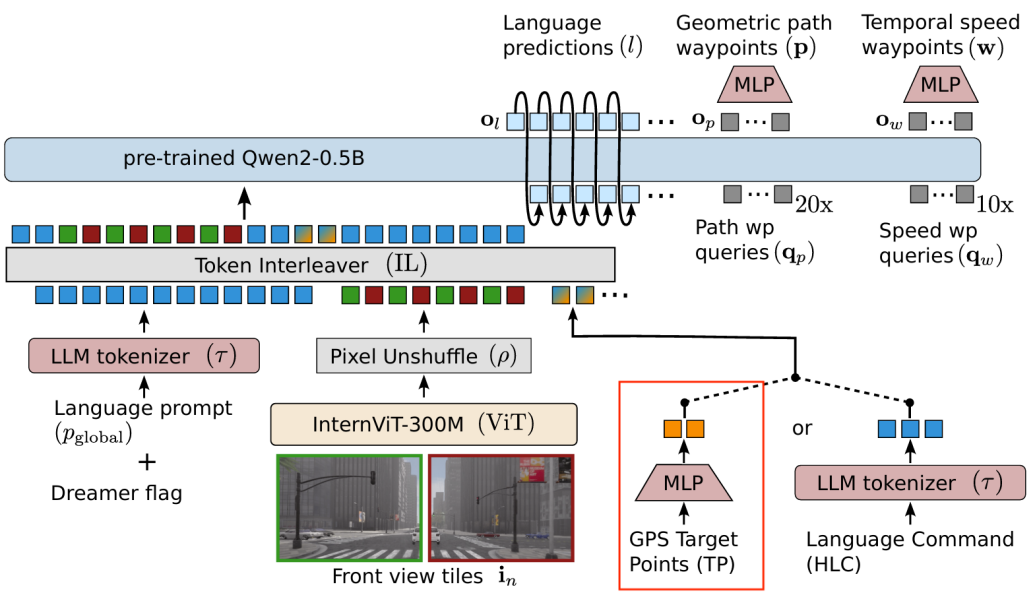 Language
predictions (l)
Geometric path
waypoints (p)
Temporal speed
waypoints (w)
MLP
MLP
o_l
...
o_p
...
o_w
...
pre-trained Qwen2-0.5B
...
...
20x
...
10x
Path wp
queries (q_p)
Speed wp
queries (q_w)
Token Interleaver (IL)
...
LLM tokenizer (τ)
Pixel Unshuffle (ρ)
Language prompt
(p_global)
+
Dreamer flag
InternViT-300M (ViT)
Front view tiles i_n
or
MLP
LLM tokenizer (τ)
GPS Target
Points (TP)
Language Command
(HLC)